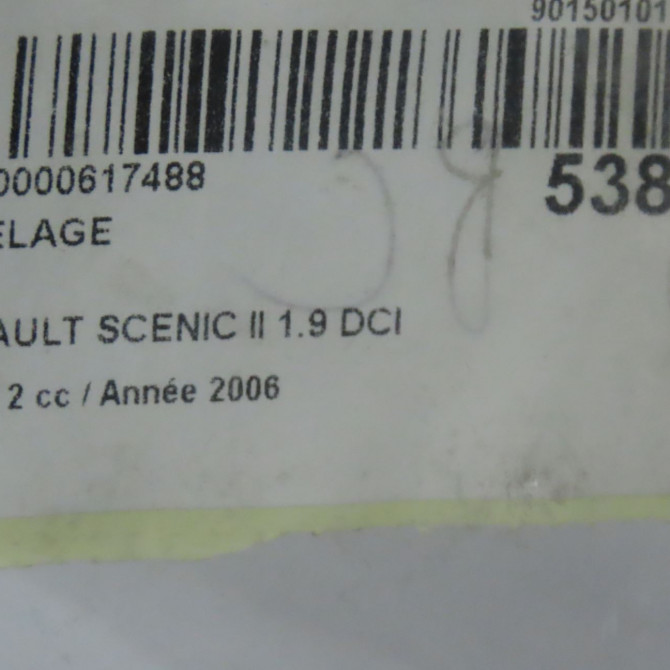 90150101
0000617488
538
ELAGE
AULT SCENIC II 1.9 DCI
2 cc / Année 2006